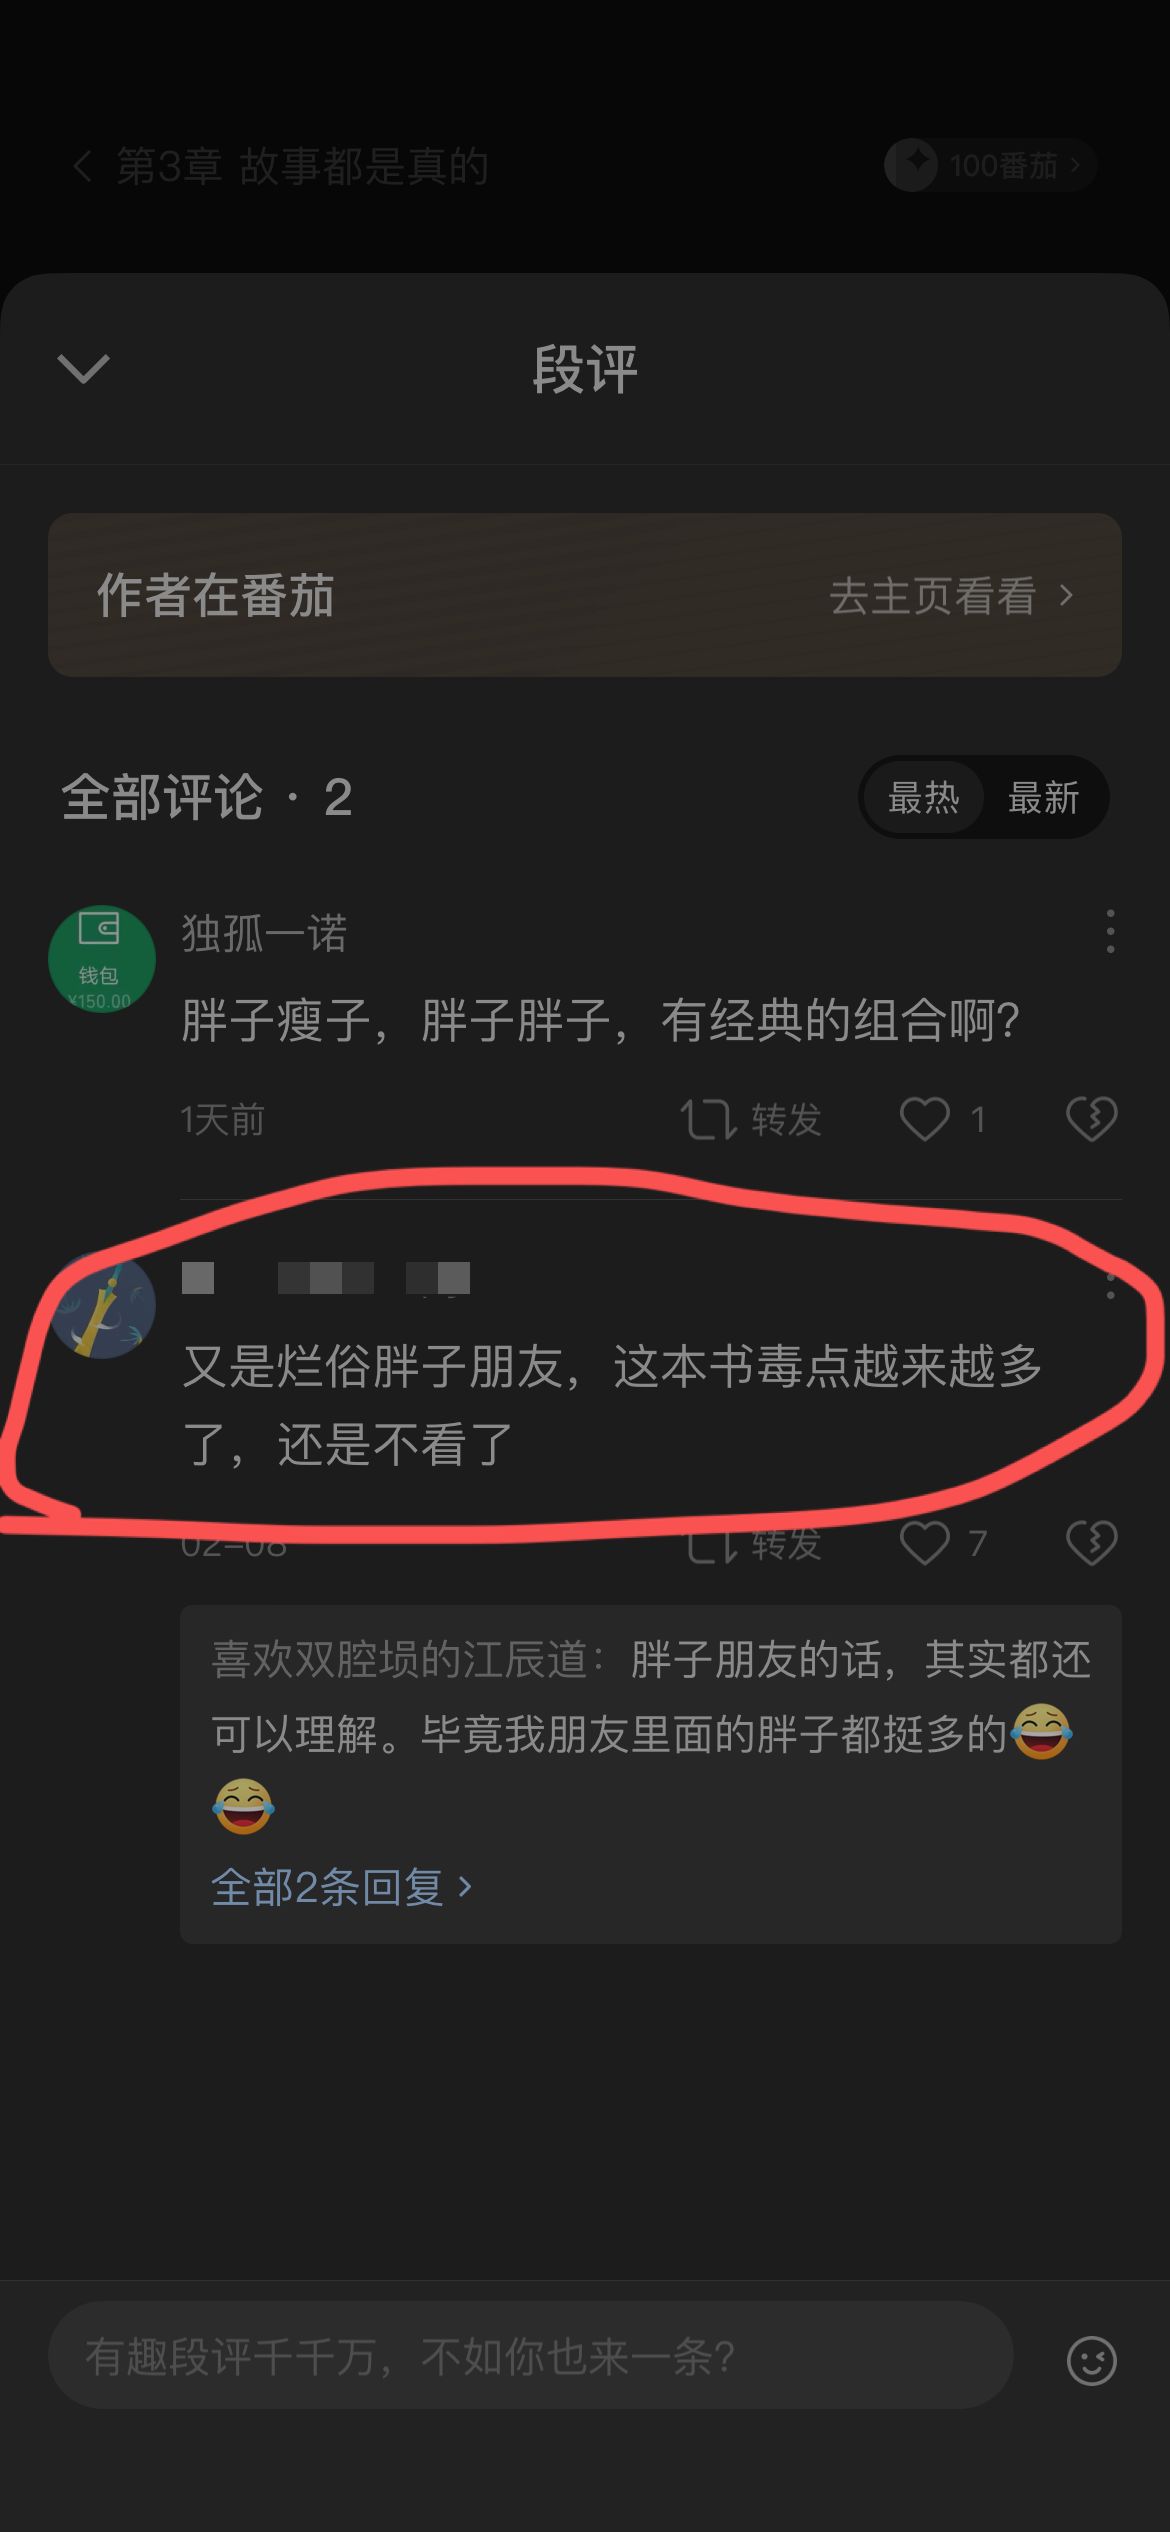 第3章 故事都是真的
100番茄
段评
作者在番茄
去主页看看
全部评论 · 2
最热 最新
独孤一诺
钱包
¥150.00
胖子瘦子，胖子胖子，有经典的组合啊？
1天前
转发
1
又是烂俗胖子朋友，这本书毒点越来越多
了，还是不看了
02-08
转发
7
喜欢双腔埙的江辰道：胖子朋友的话，其实都还
可以理解。毕竟我朋友里面的胖子都挺多的😂
😂
全部2条回复
有趣段评千千万，不如你也来一条？